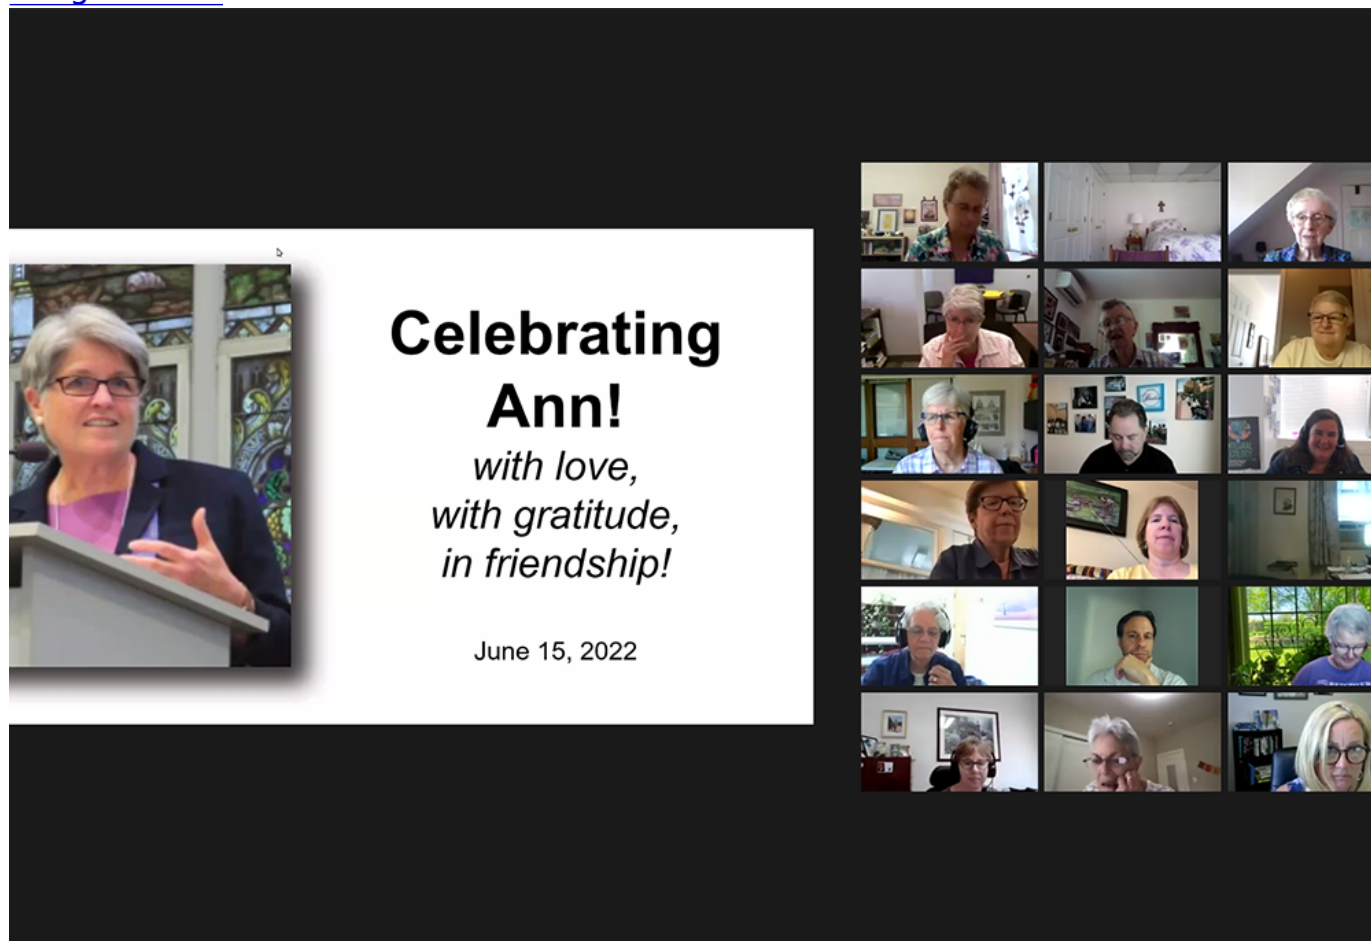 Celebrating
Ann!
with love,
with gratitude,
in friendship!
June 15, 2022